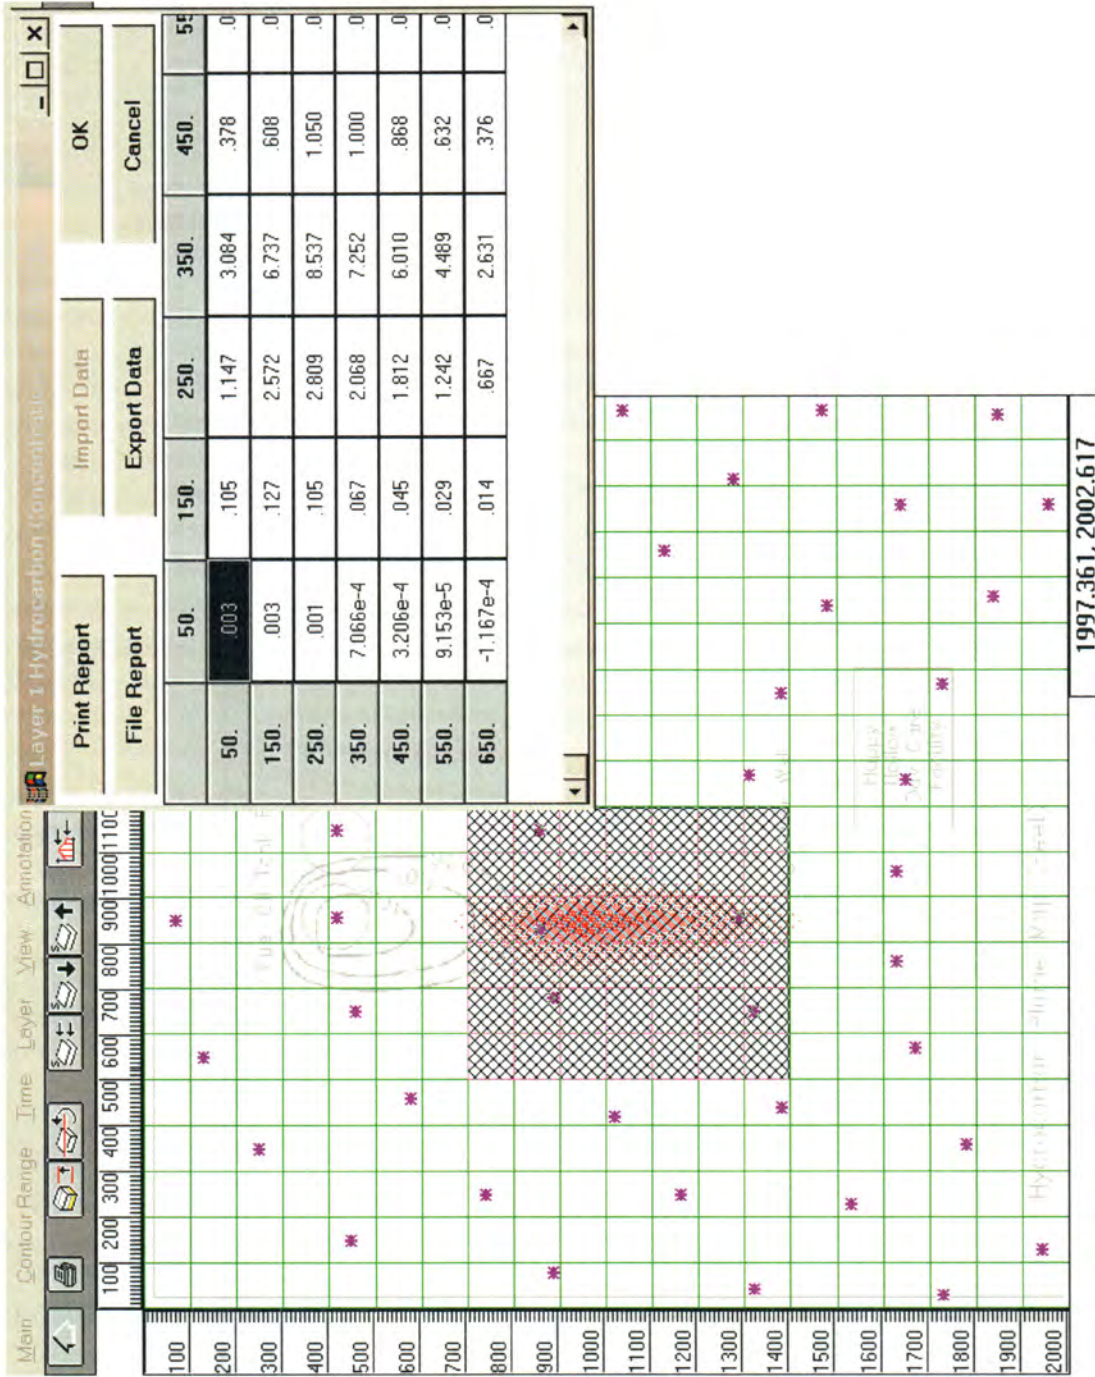 Main Contour Range Time Layer View Annotation
Layer 1 Hydrocarbon Concentration
Print Report Import Data OK
File Report Export Data Cancel
50. 150. 250. 350. 450. 55
50. .003 .105 1.147 3.084 .378 .0
150. .003 .127 2.572 6.737 .608 .0
250. .001 .105 2.809 8.537 1.050 .0
350. 7.066e-4 .067 2.068 7.252 1.000 .0
450. 3.206e-4 .045 1.812 6.010 .868 .0
550. 9.153e-5 .029 1.242 4.489 .632 .0
650. -1.167e-4 .014 .667 2.631 .376 .0
100 200 300 400 500 600 700 800 900 1000 1100
100
200
300
400
500
600
700
800
900
1000
1100
1200
1300
1400
1500
1600
1700
1800
1900
2000
Happy
Hollow
Day Care
Facility
1997.361, 2002.617